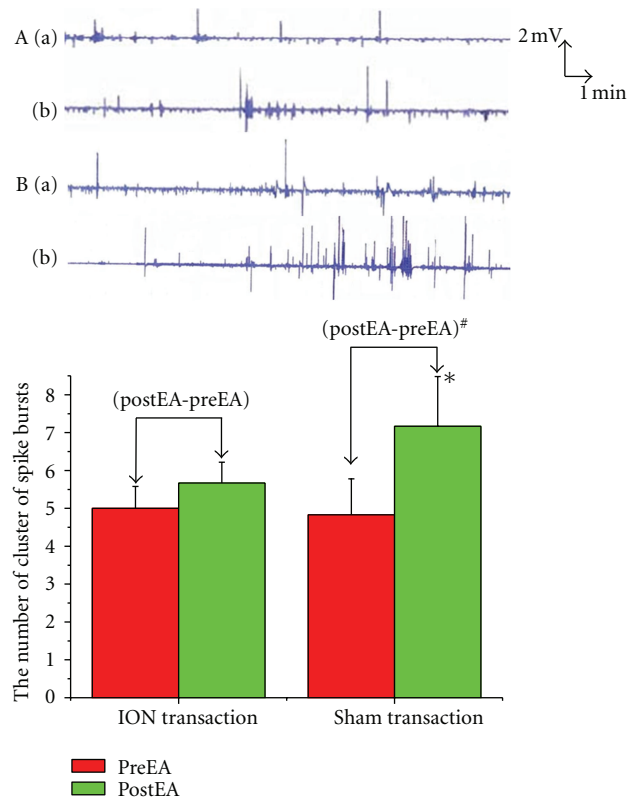 A (a)
2 mV
1 min
(b)
B (a)
(b)
(postEA-preEA)#
(postEA-preEA)
*
The number of cluster of spike bursts
8
7
6
5
4
3
2
1
0
ION transaction
Sham transaction
PreEA
PostEA